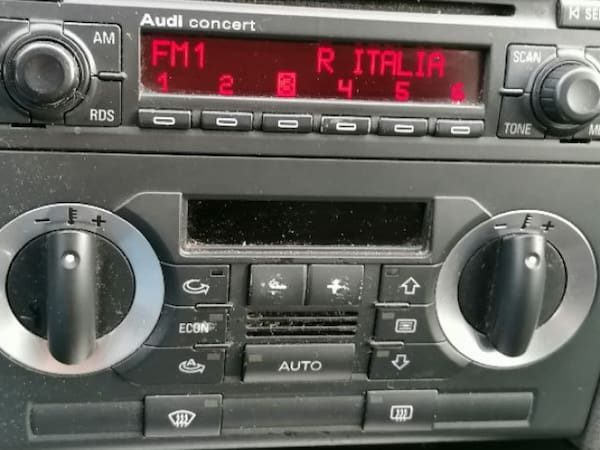 Audi concert
AM
FM1 R ITALIA
SCAN
1 2 3 4 5 6
RDS
TONE
- +
- +
ECON
A
AUTO